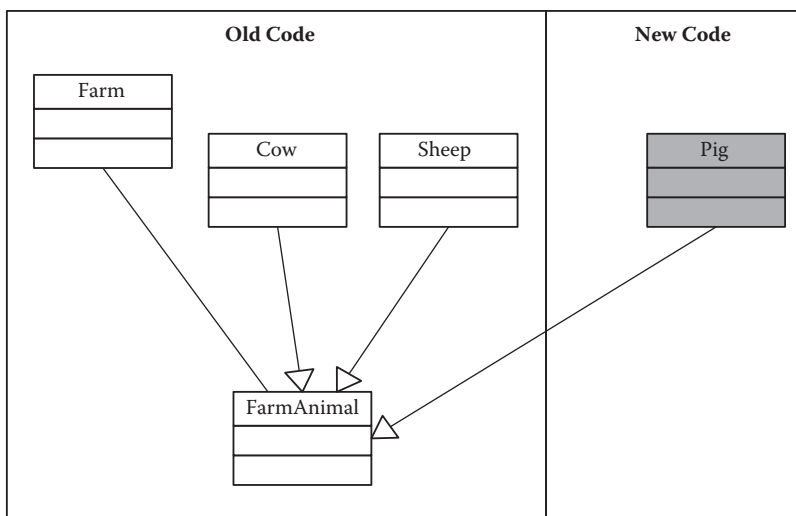 Old Code
New Code
Farm
Cow
Sheep
Pig
FarmAnimal